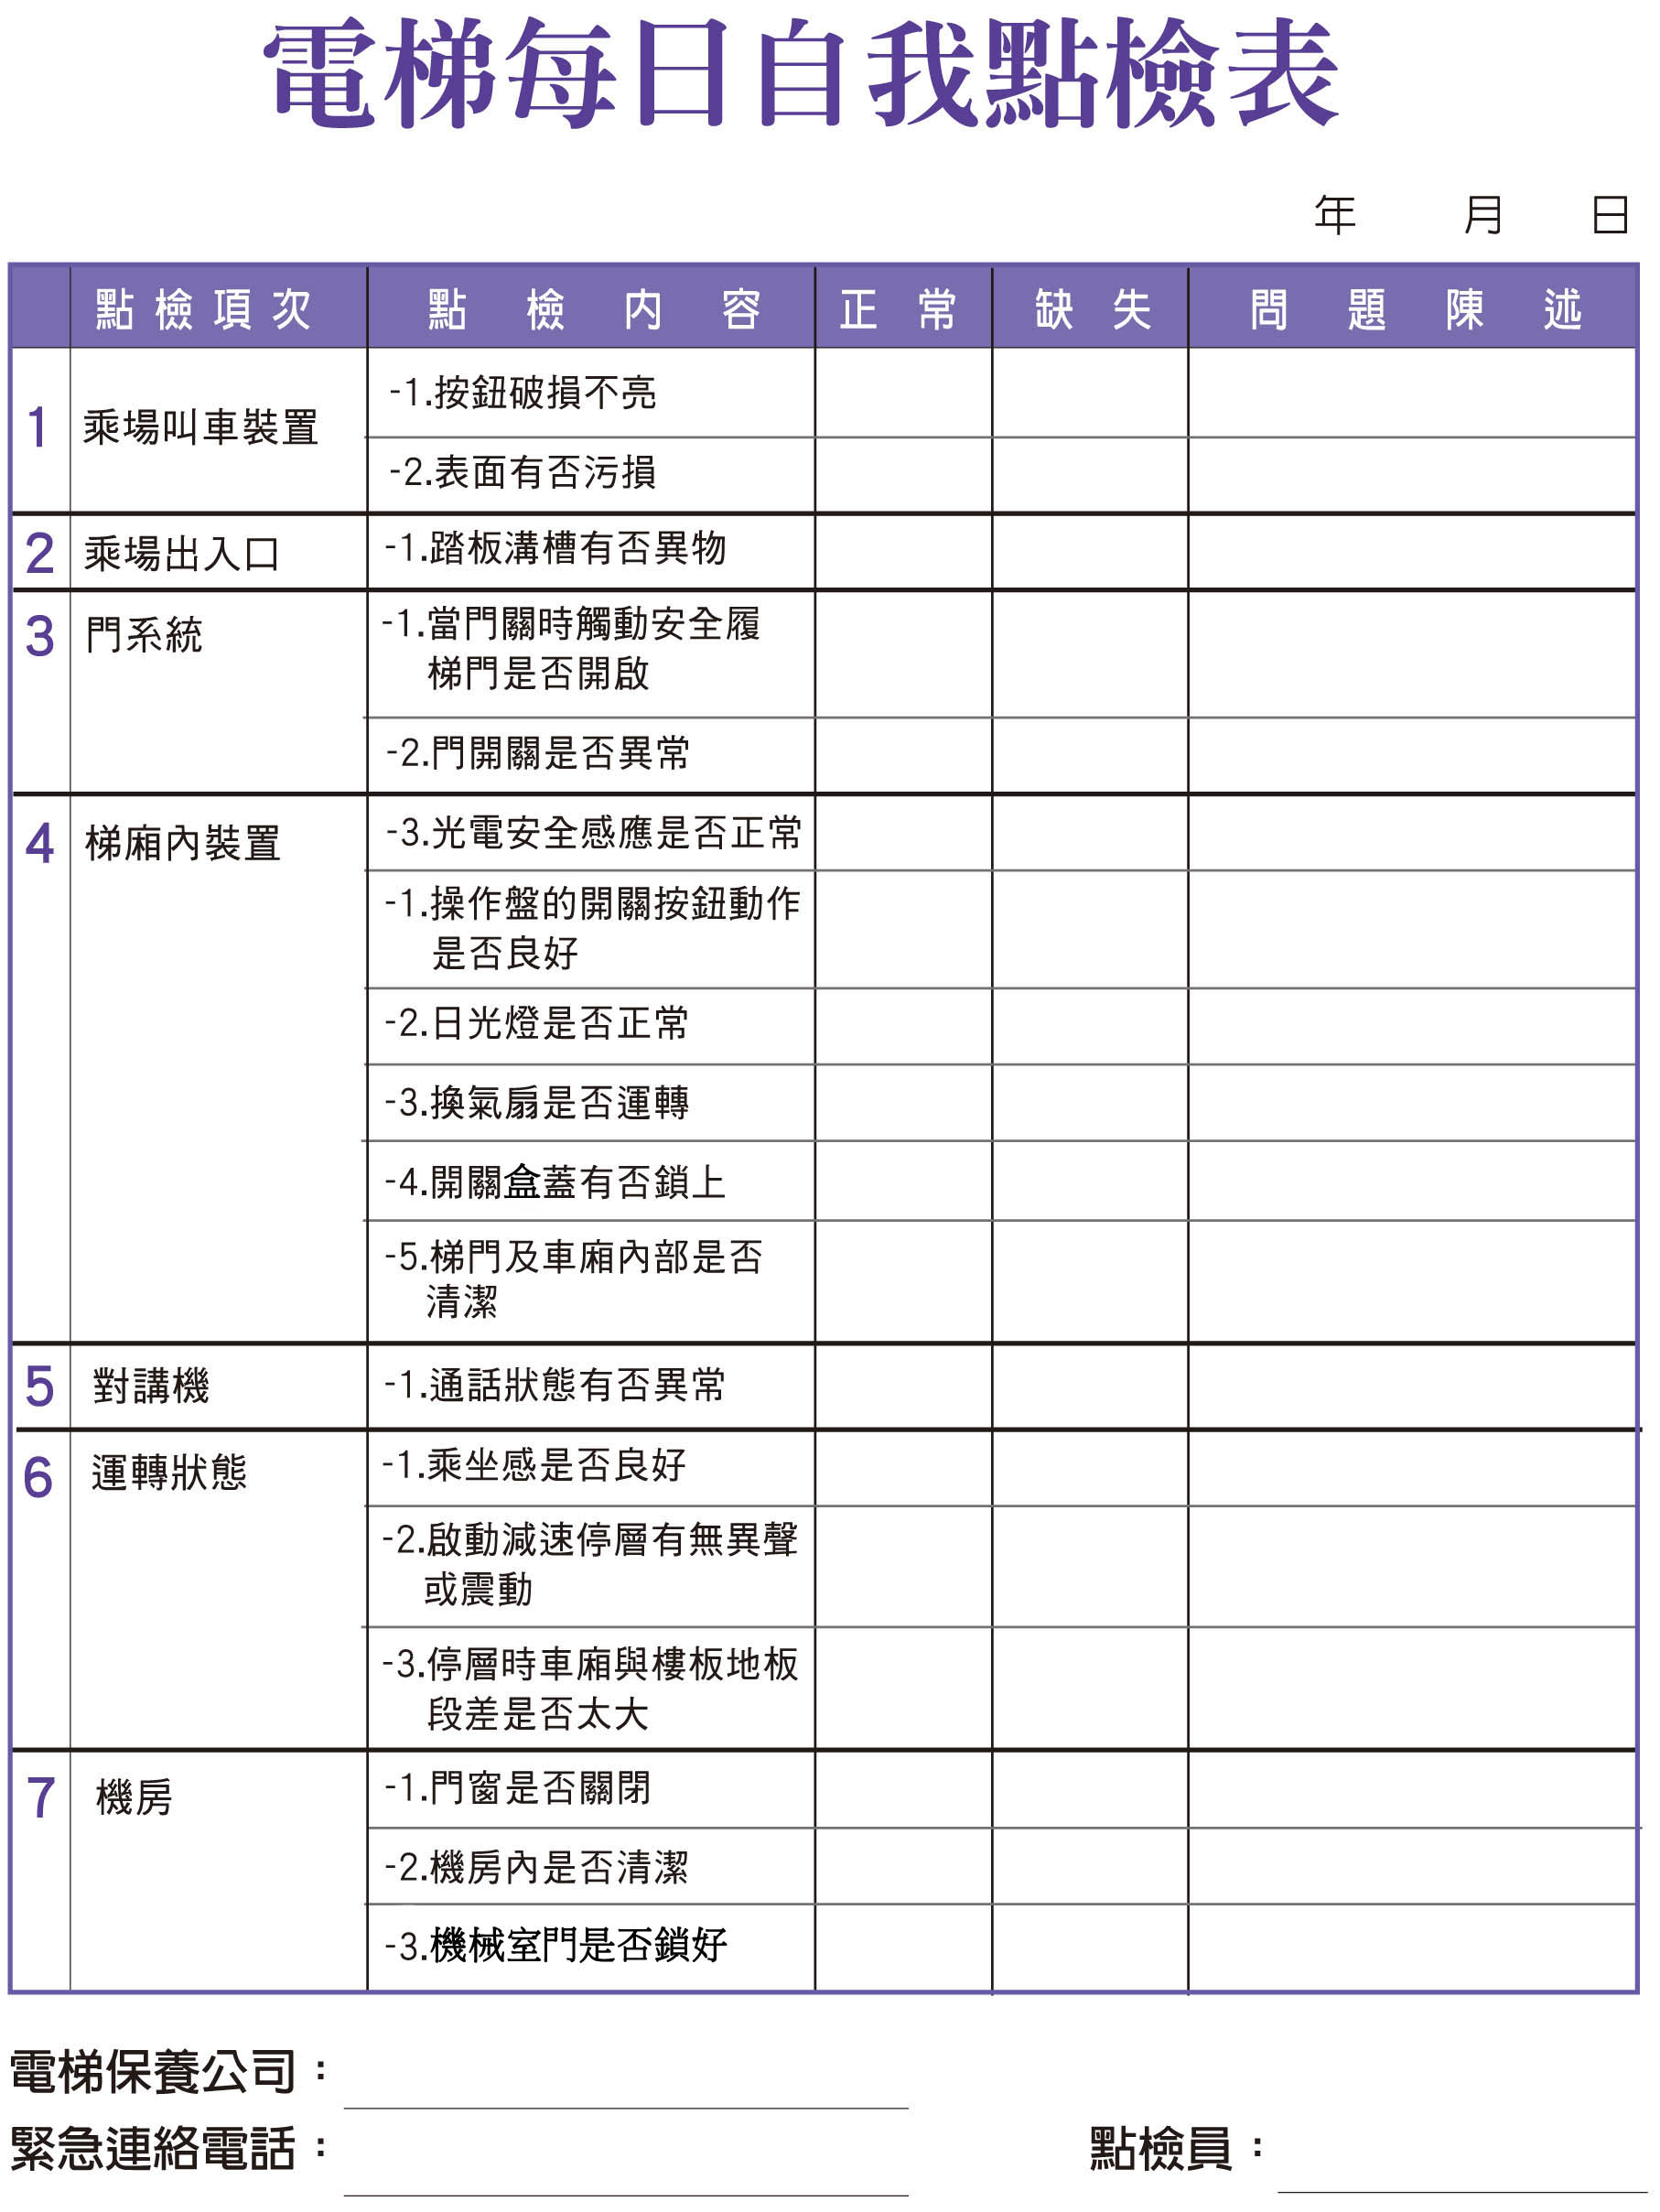 電梯每日自我點檢表
年 月 日
點檢項次 點檢內容 正常 缺失 問題陳述
1 乘場叫車裝置 -1.按鈕破損不亮
-2.表面有否污損
2 乘場出入口 -1.踏板溝槽有否異物
3 門系統 -1.當門關時觸動安全履
梯門是否開啟
-2.門開關是否異常
4 梯廂內裝置 -3.光電安全感應是否正常
-1.操作盤的開關按鈕動作
是否良好
-2.日光燈是否正常
-3.換氣扇是否運轉
-4.開關盒蓋有否鎖上
-5.梯門及車廂內部是否
清潔
5 對講機 -1.通話狀態有否異常
6 運轉狀態 -1.乘坐感是否良好
-2.啟動減速停層有無異聲
或震動
-3.停層時車廂與樓板地板
段差是否太大
7 機房 -1.門窗是否關閉
-2.機房內是否清潔
-3.機械室門是否鎖好
電梯保養公司：
緊急連絡電話： 點檢員：